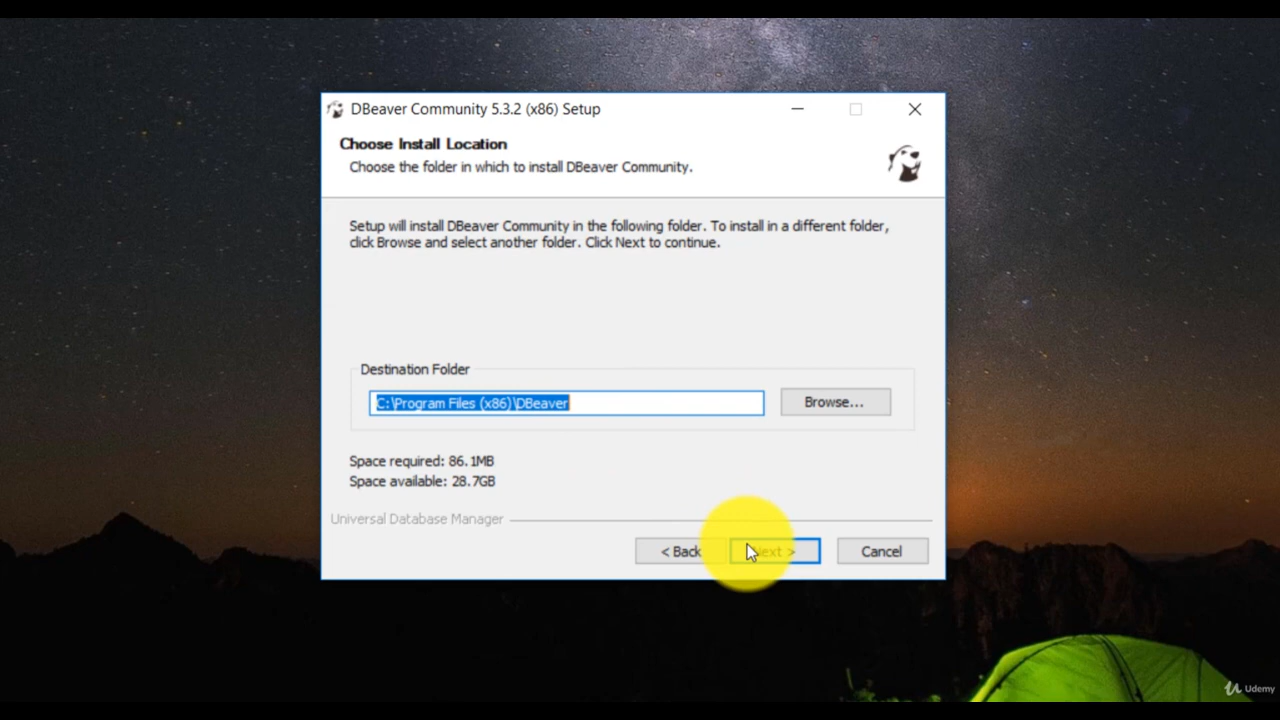 DBeaver Community 5.3.2 (x86) Setup
Choose Install Location
Choose the folder in which to install DBeaver Community.
Setup will install DBeaver Community in the following folder. To install in a different folder,
click Browse and select another folder. Click Next to continue.
Destination Folder
C:\Program Files (x86)\DBeaver
Browse...
Space required: 86.1MB
Space available: 28.7GB
Universal Database Manager
< Back
Next >
Cancel
Udemy